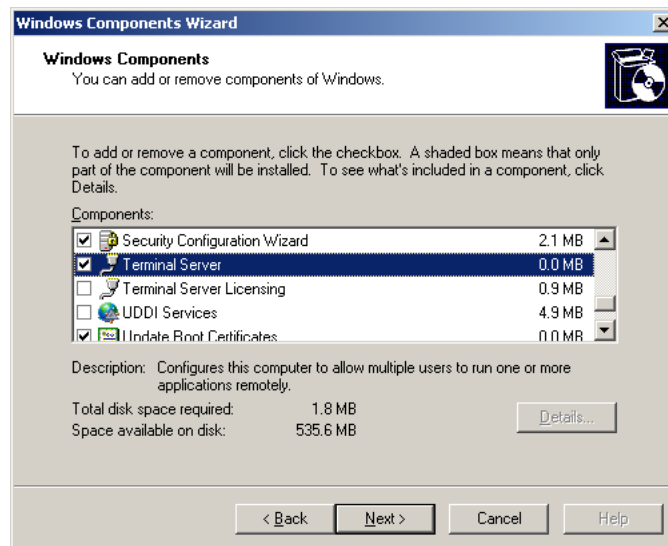 Windows Components Wizard
Windows Components
You can add or remove components of Windows.
To add or remove a component, click the checkbox. A shaded box means that only
part of the component will be installed. To see what's included in a component, click
Details.
Components:
Security Configuration Wizard 2.1 MB
Terminal Server 0.0 MB
Terminal Server Licensing 0.9 MB
UDDI Services 4.9 MB
Update Root Certificates 0.0 MB
Description: Configures this computer to allow multiple users to run one or more
applications remotely.
Total disk space required: 1.8 MB
Space available on disk: 535.6 MB
Details...
< Back Next > Cancel Help